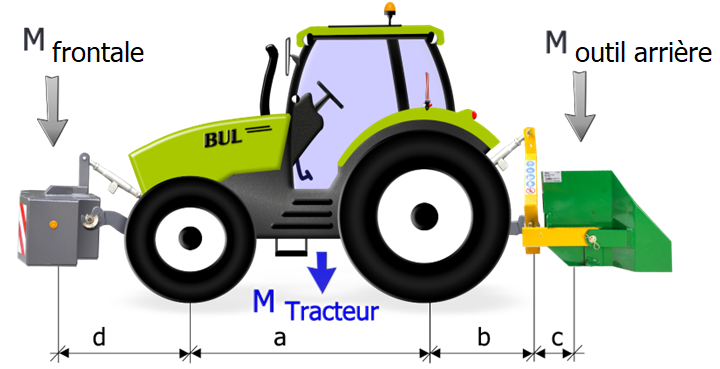 M frontale
M outil arrière
BUL
M Tracteur
d
a
b
c